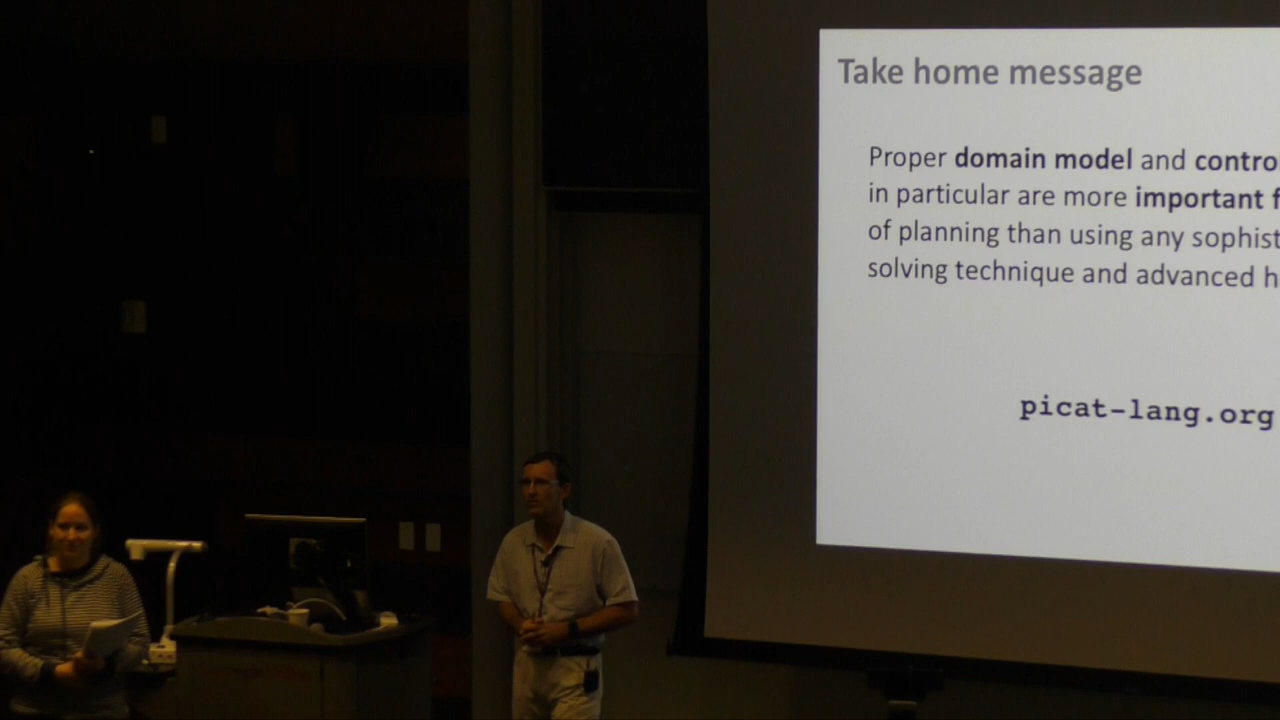 Take home message
Proper domain model and contro
in particular are more important f
of planning than using any sophist
solving technique and advanced h
picat-lang.org